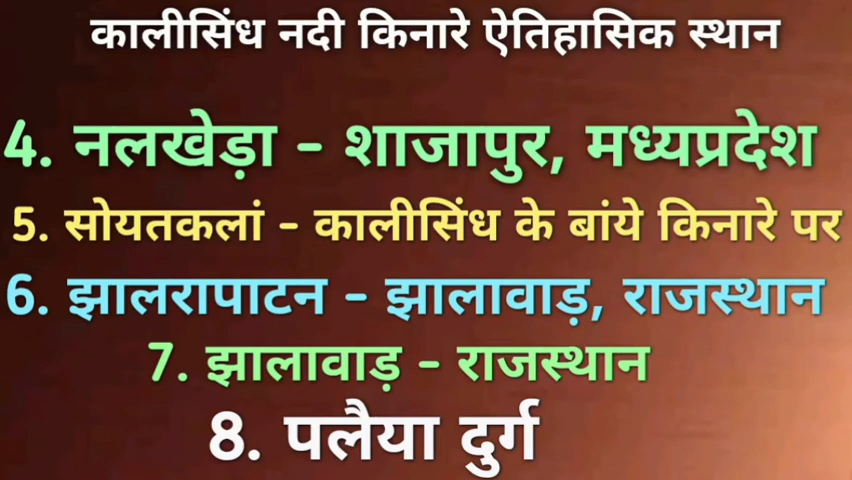 कालीसिंध नदी किनारे ऐतिहासिक स्थान
4. नलखेड़ा - शाजापुर, मध्यप्रदेश
5. सोयतकलां - कालीसिंध के बांये किनारे पर
6. झालरापाटन - झालावाड़, राजस्थान
7. झालावाड़ - राजस्थान
8. पलैया दुर्ग